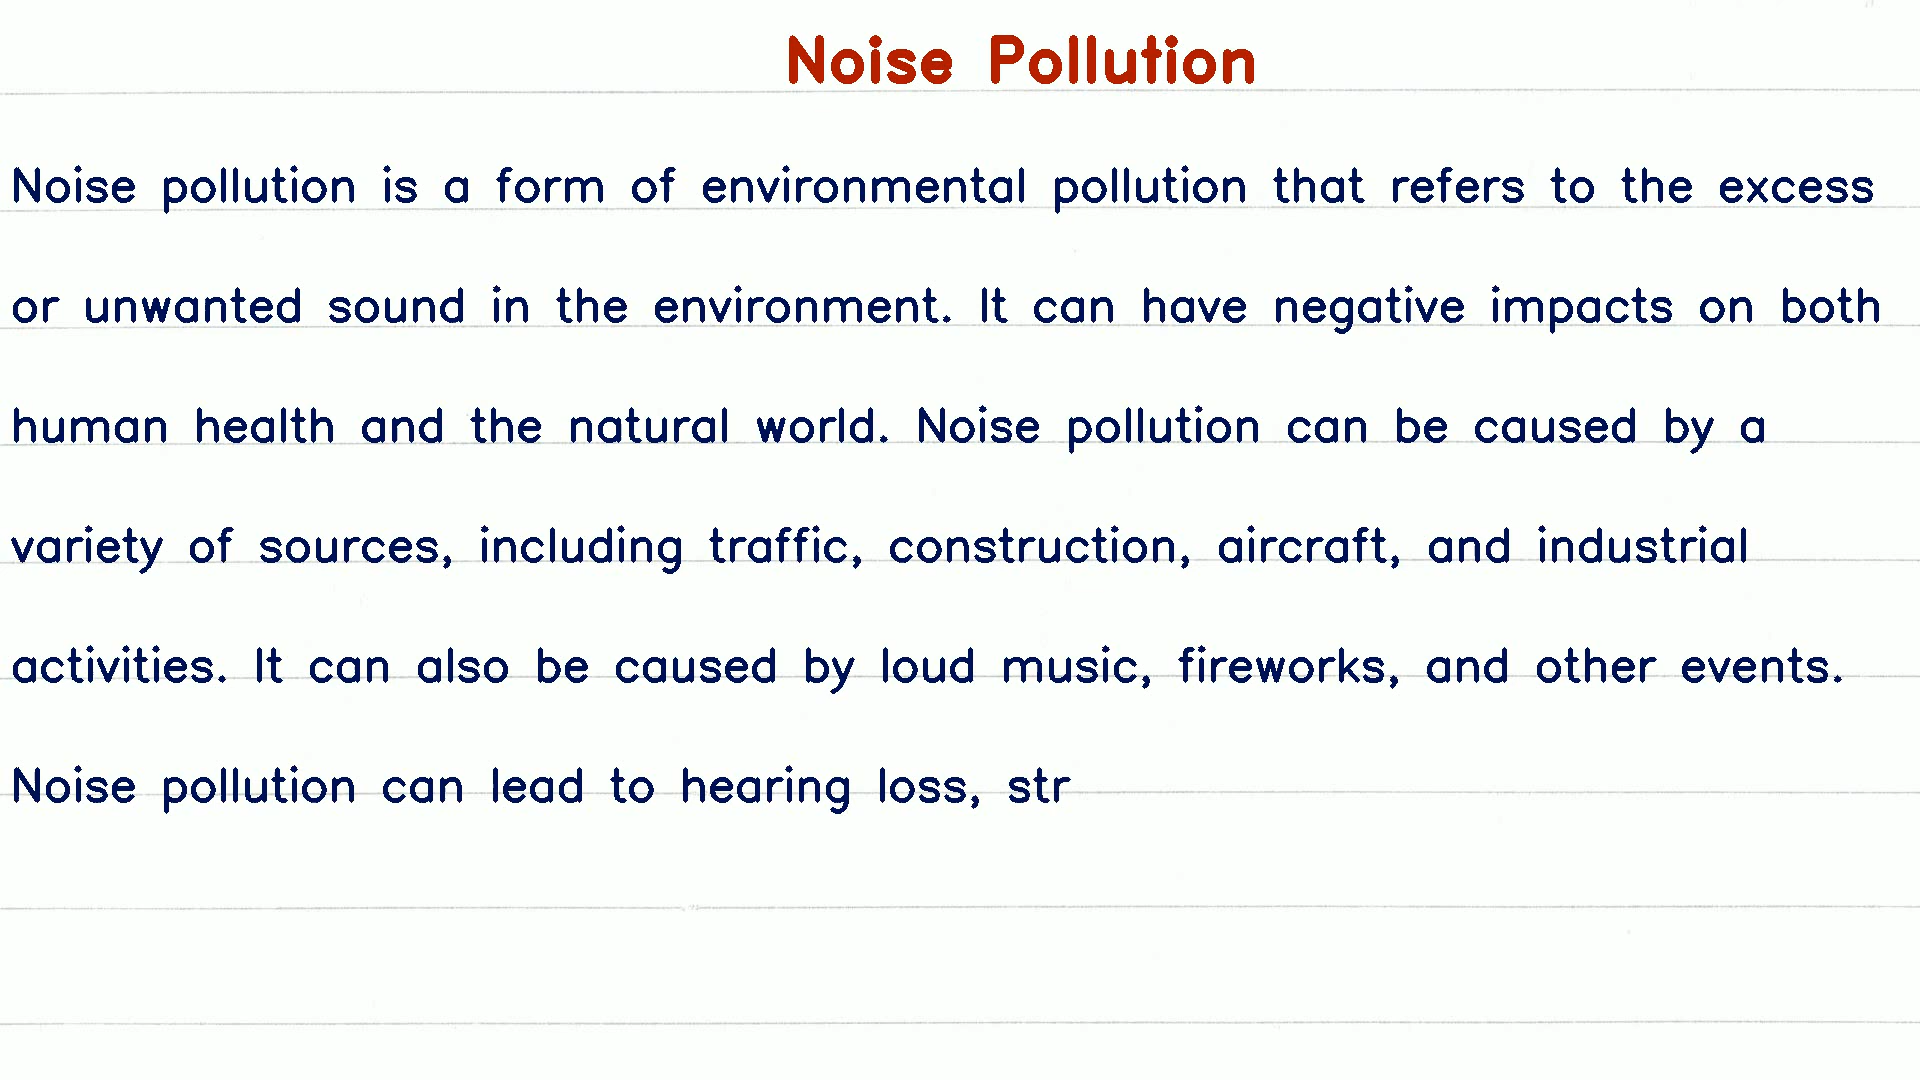 Noise Pollution
Noise pollution is a form of environmental pollution that refers to the excess
or unwanted sound in the environment. It can have negative impacts on both
human health and the natural world. Noise pollution can be caused by a
variety of sources, including traffic, construction, aircraft, and industrial
activities. It can also be caused by loud music, fireworks, and other events.
Noise pollution can lead to hearing loss, str